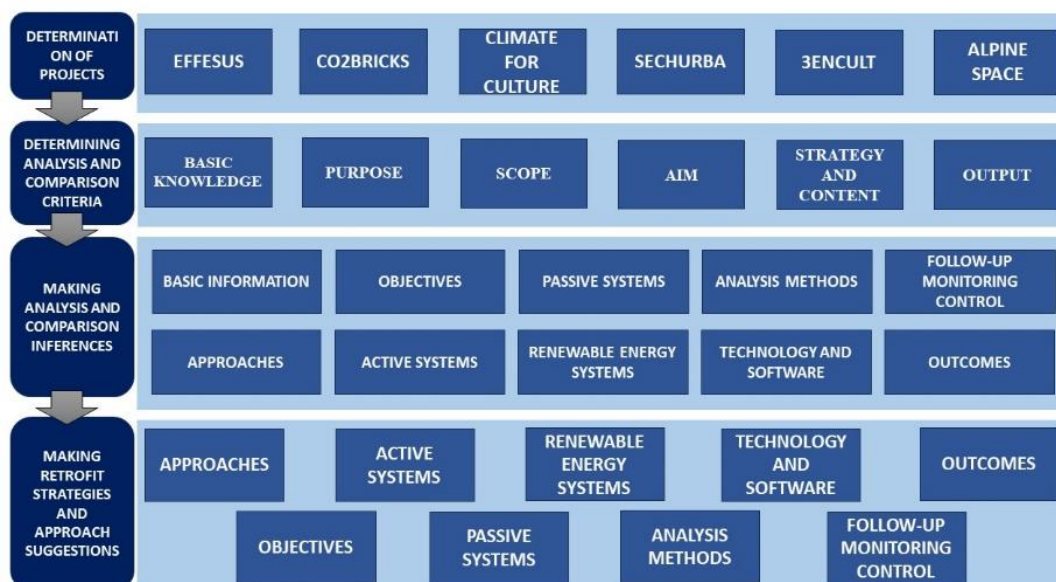 DETERMINATI
ON OF
PROJECTS
EFFESUS
CO2BRICKS
CLIMATE
FOR
CULTURE
SECHURBA
3ENCULT
ALPINE
SPACE
DETERMINING
ANALYSIS AND
COMPARISON
CRITERIA
BASIC
KNOWLEDGE
PURPOSE
SCOPE
AIM
STRATEGY
AND
CONTENT
OUTPUT
MAKING
ANALYSIS AND
COMPARISON
INFERENCES
BASIC INFORMATION
OBJECTIVES
PASSIVE SYSTEMS
ANALYSIS METHODS
FOLLOW-UP
MONITORING
CONTROL
APPROACHES
ACTIVE SYSTEMS
RENEWABLE ENERGY
SYSTEMS
TECHNOLOGY AND
SOFTWARE
OUTCOMES
MAKING
RETROFIT
STRATEGIES
AND
APPROACH
SUGGESTIONS
APPROACHES
ACTIVE
SYSTEMS
RENEWABLE
ENERGY
SYSTEMS
TECHNOLOGY
AND
SOFTWARE
OUTCOMES
OBJECTIVES
PASSIVE
SYSTEMS
ANALYSIS
METHODS
FOLLOW-UP
MONITORING
CONTROL